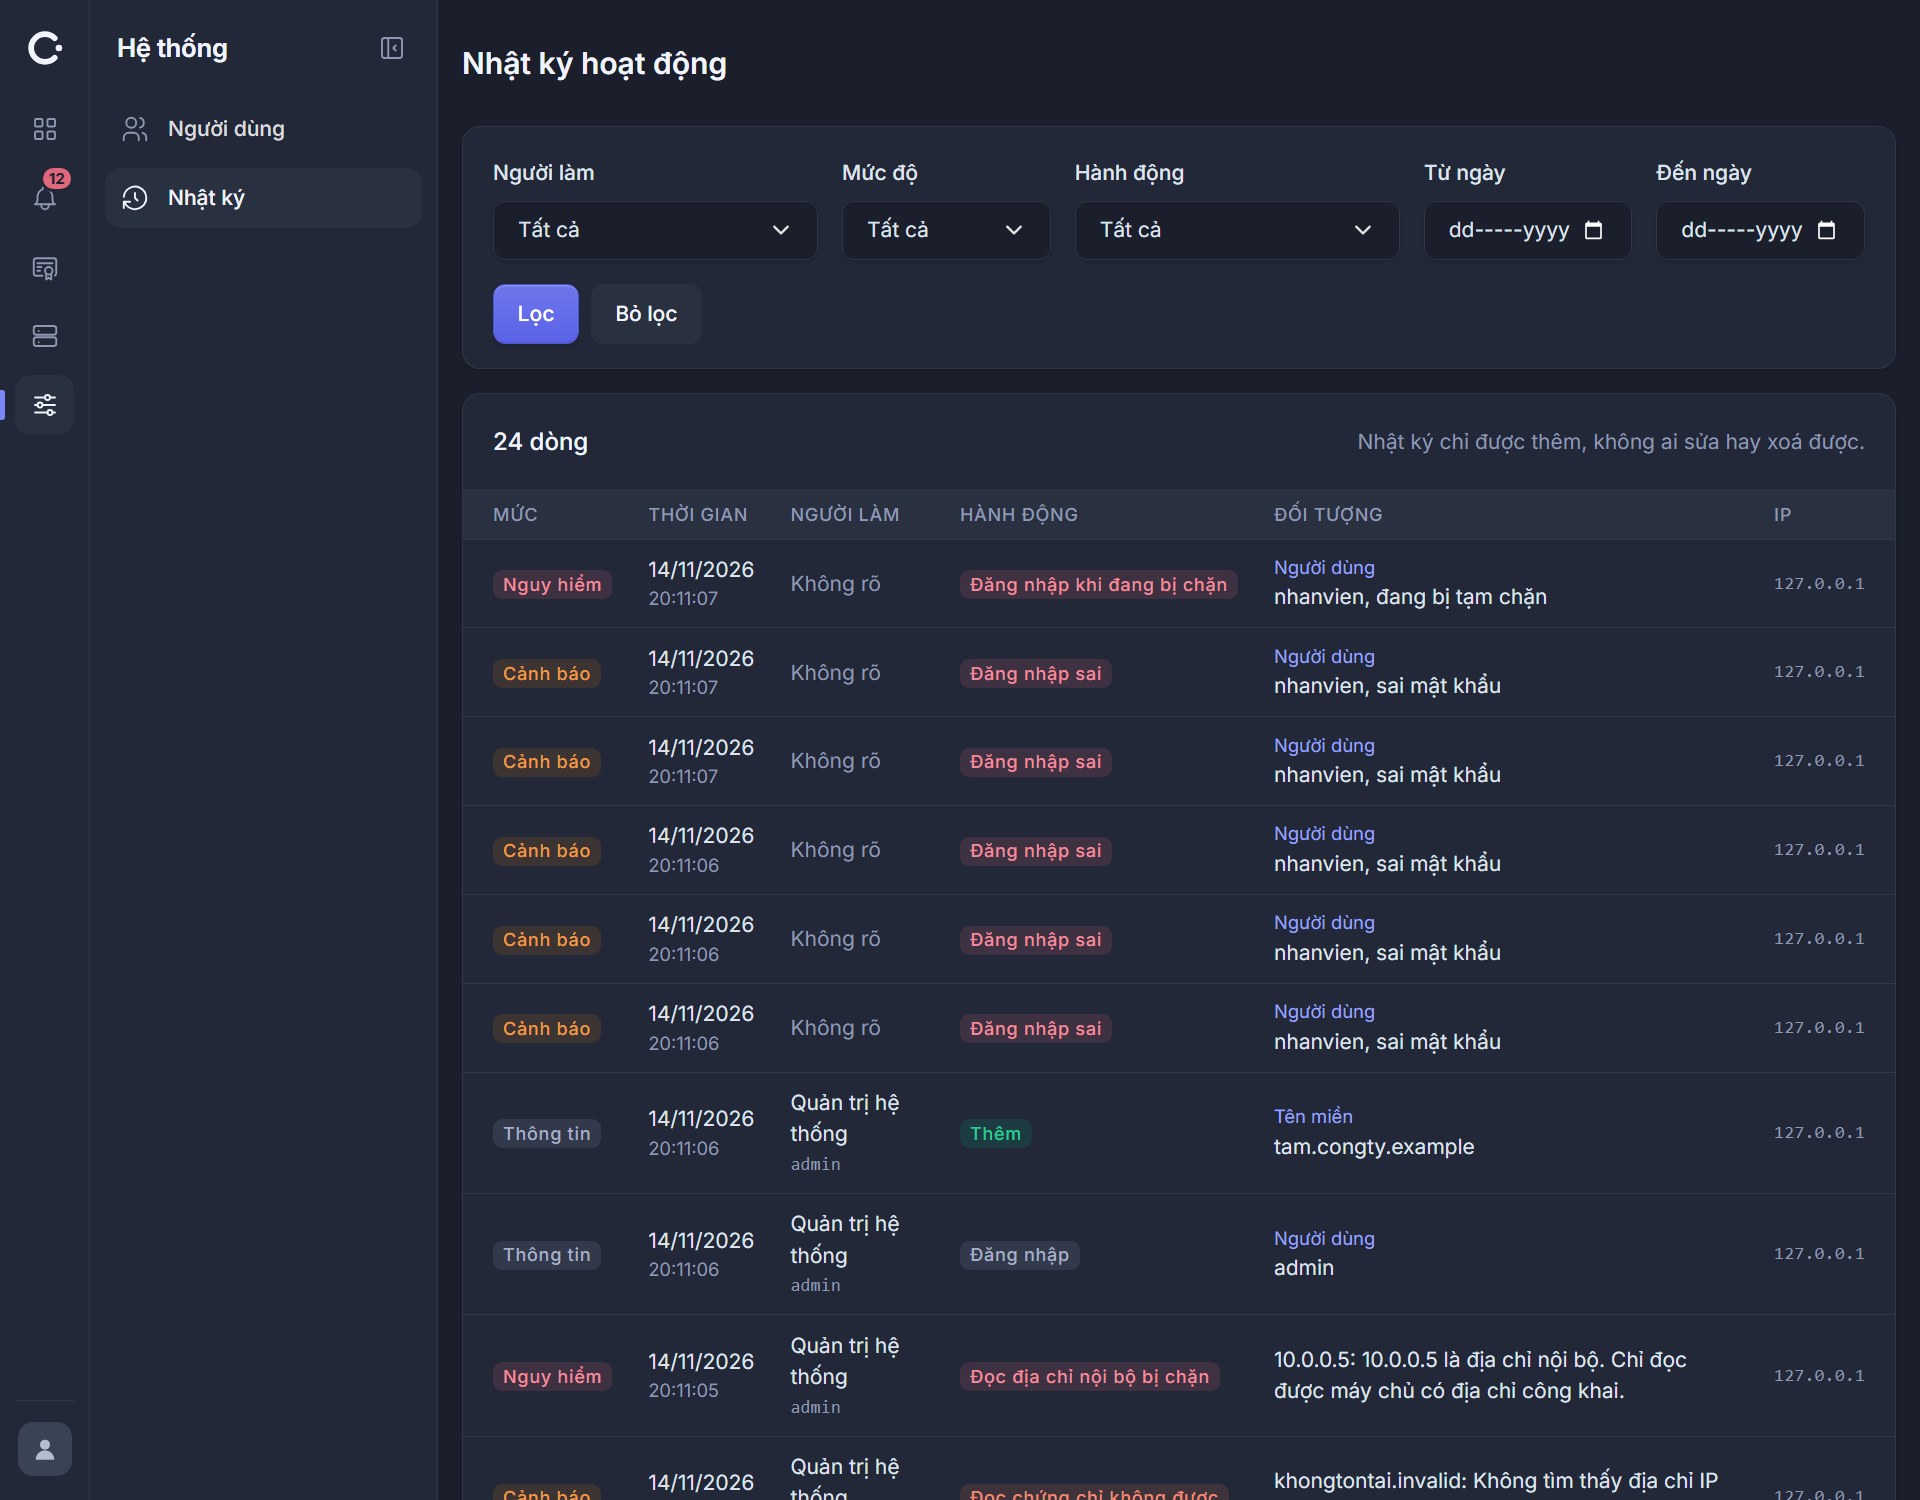 Hệ thống
12
Người dùng
Nhật ký
Nhật ký hoạt động
Người làm
Mức độ
Hành động
Từ ngày
Đến ngày
Tất cả
Tất cả
Tất cả
dd-----yyyy
dd-----yyyy
Lọc
Bỏ lọc
24 dòng
Nhật ký chỉ được thêm, không ai sửa hay xoá được.
MỨC THỜI GIAN NGƯỜI LÀM HÀNH ĐỘNG ĐỐI TƯỢNG IP
Nguy hiểm
14/11/2026
20:11:07
Không rõ
Đăng nhập khi đang bị chặn
Người dùng
nhanvien, đang bị tạm chặn
127.0.0.1
Cảnh báo
14/11/2026
20:11:07
Không rõ
Đăng nhập sai
Người dùng
nhanvien, sai mật khẩu
127.0.0.1
Cảnh báo
14/11/2026
20:11:07
Không rõ
Đăng nhập sai
Người dùng
nhanvien, sai mật khẩu
127.0.0.1
Cảnh báo
14/11/2026
20:11:06
Không rõ
Đăng nhập sai
Người dùng
nhanvien, sai mật khẩu
127.0.0.1
Cảnh báo
14/11/2026
20:11:06
Không rõ
Đăng nhập sai
Người dùng
nhanvien, sai mật khẩu
127.0.0.1
Cảnh báo
14/11/2026
20:11:06
Không rõ
Đăng nhập sai
Người dùng
nhanvien, sai mật khẩu
127.0.0.1
Thông tin
14/11/2026
20:11:06
Quản trị hệ
thống
admin
Thêm
Tên miền
tam.congty.example
127.0.0.1
Thông tin
14/11/2026
20:11:06
Quản trị hệ
thống
admin
Đăng nhập
Người dùng
admin
127.0.0.1
Nguy hiểm
14/11/2026
20:11:05
Quản trị hệ
thống
admin
Đọc địa chỉ nội bộ bị chặn
10.0.0.5: 10.0.0.5 là địa chỉ nội bộ. Chỉ đọc
được máy chủ có địa chỉ công khai.
127.0.0.1
Cảnh báo
14/11/2026
Quản trị hệ
thống
Đọc chứng chỉ không được
khongtontai.invalid: Không tìm thấy địa chỉ IP
127.0.0.1